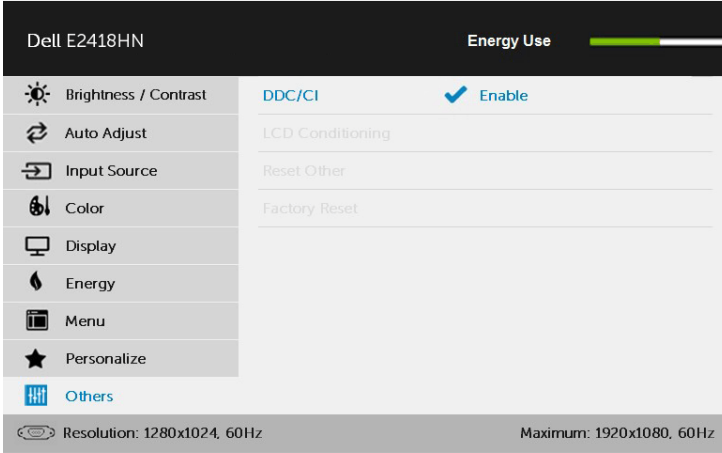 Dell E2418HN
Energy Use
Brightness / Contrast
DDC/CI
Enable
Auto Adjust
LCD Conditioning
Input Source
Reset Other
Color
Factory Reset
Display
Energy
Menu
Personalize
Others
Resolution: 1280x1024, 60Hz
Maximum: 1920x1080, 60Hz